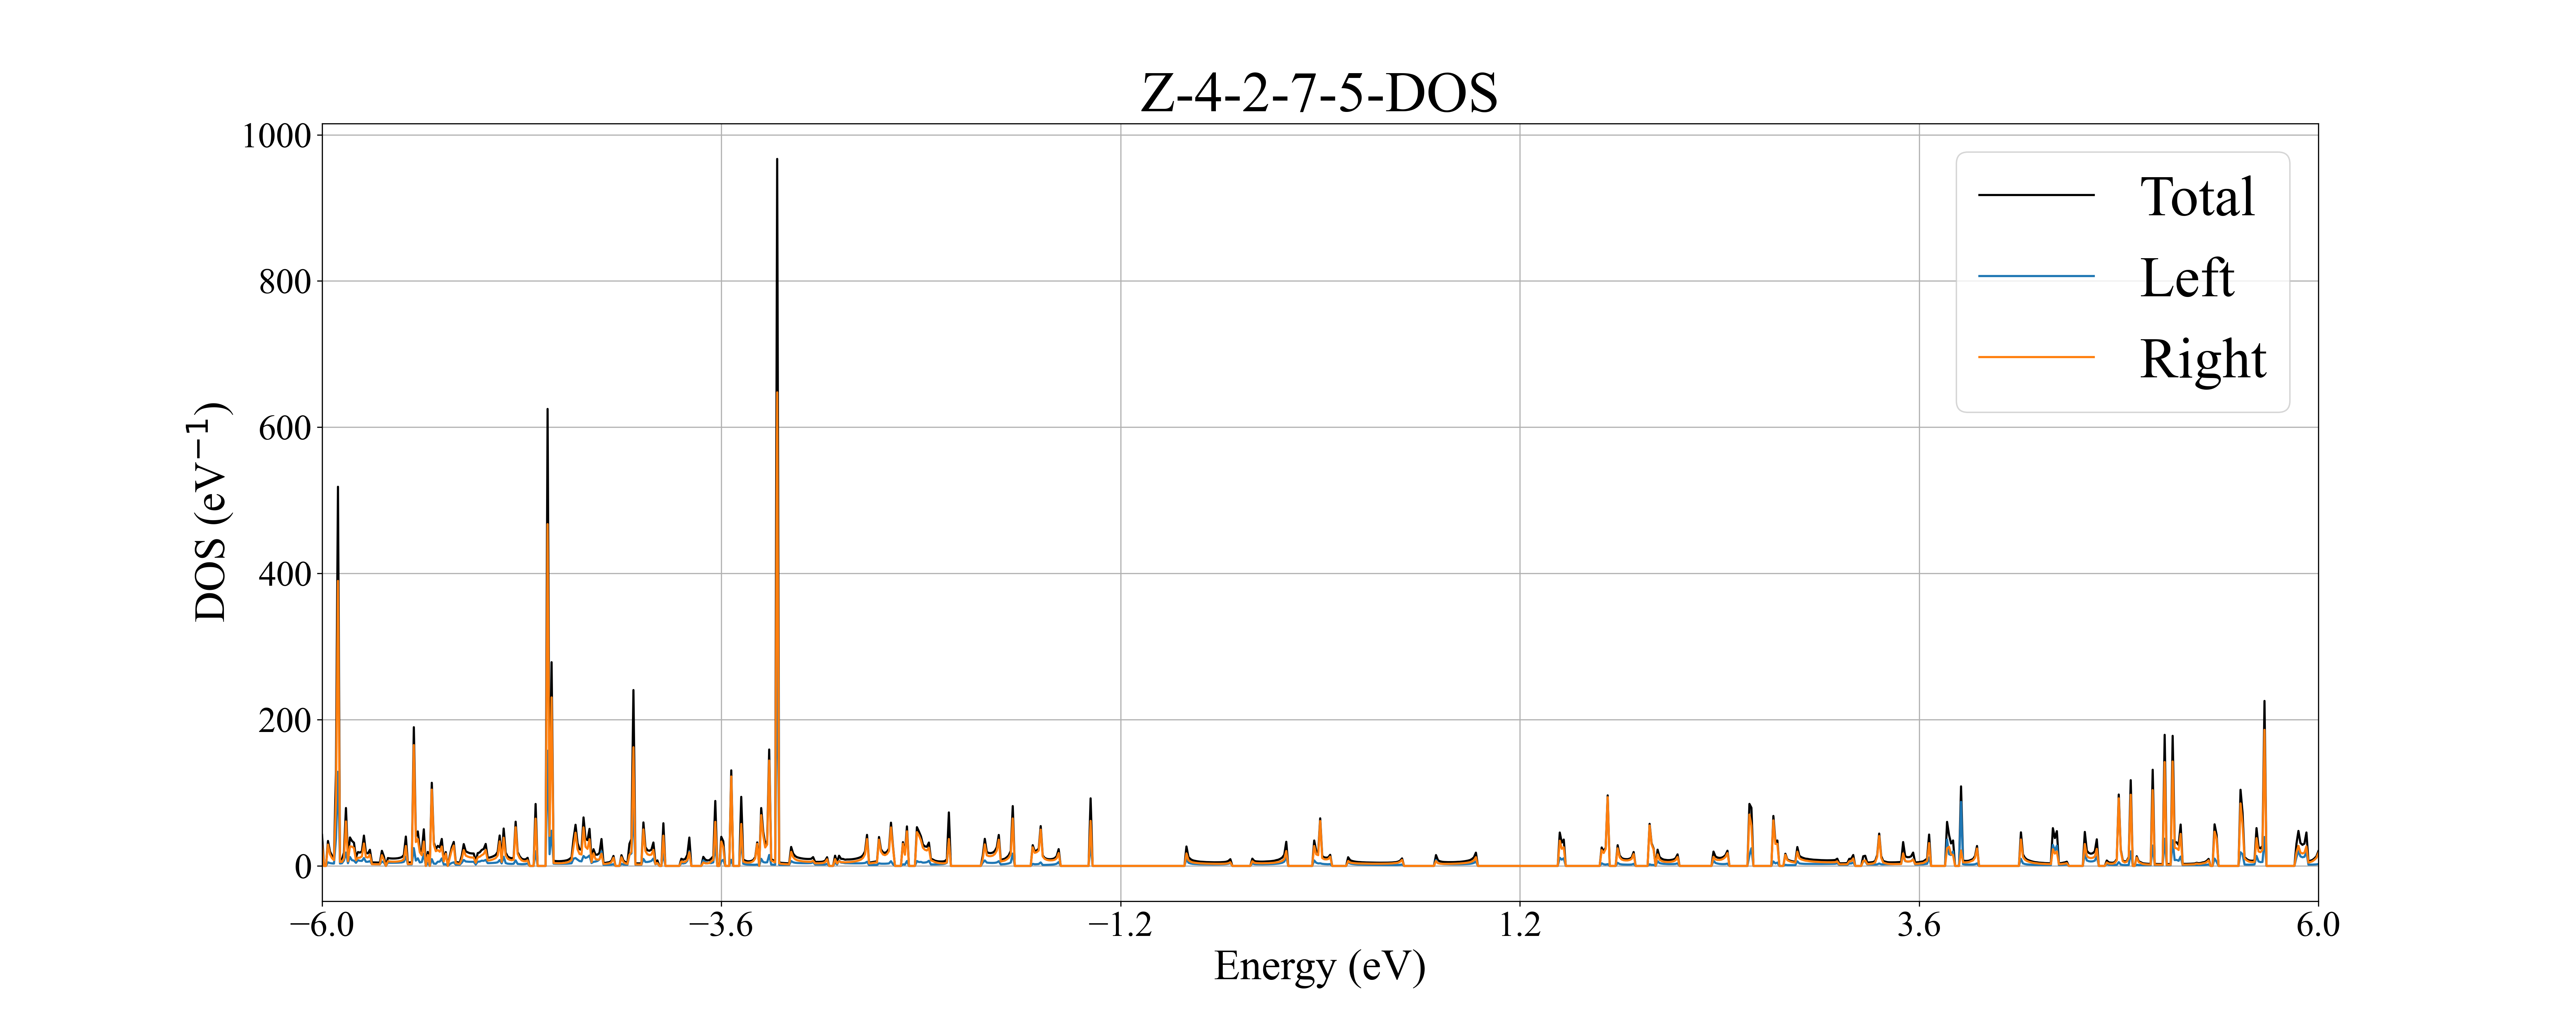 Z-4-2-7-5-DOS
1000
800
600
400
200
0
DOS (eV⁻¹)
Total
Left
Right
−6.0 −3.6 −1.2 1.2 3.6 6.0
Energy (eV)